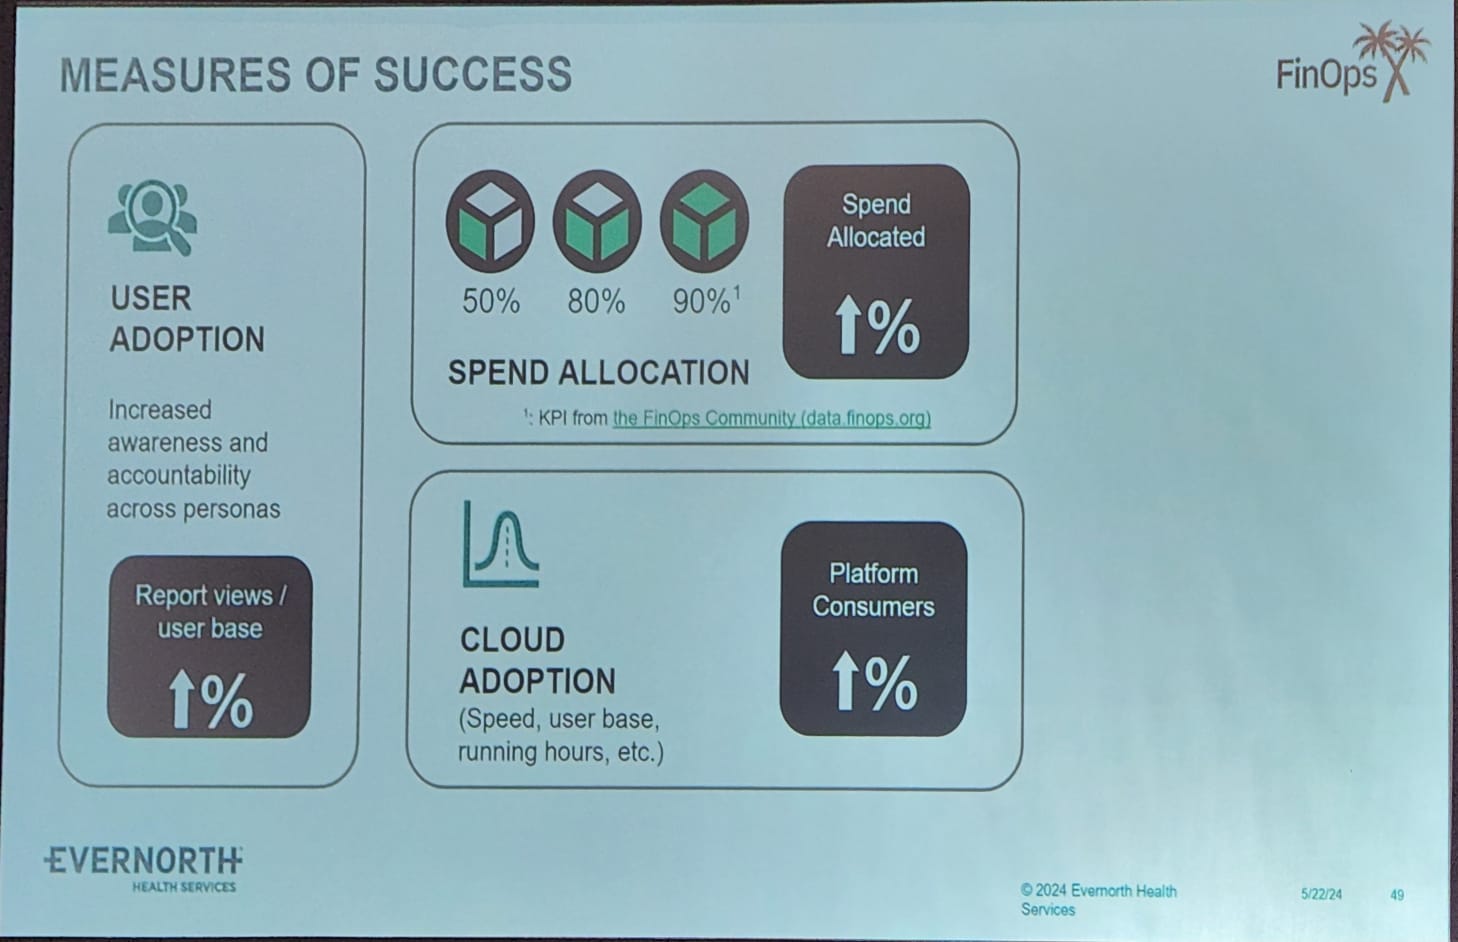 MEASURES OF SUCCESS
FinOps X
USER
ADOPTION
Increased
awareness and
accountability
across personas
Report views /
user base
↑%
50% 80% 90%¹
SPEND ALLOCATION
¹: KPI from the FinOps Community (data.finops.org)
Spend
Allocated
↑%
CLOUD
ADOPTION
(Speed, user base,
running hours, etc.)
Platform
Consumers
↑%
EVERNORTH
HEALTH SERVICES
© 2024 Evernorth Health
Services
5/22/24
49